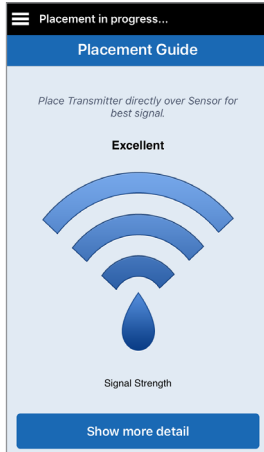 Placement in progress...
Placement Guide
Place Transmitter directly over Sensor for
best signal.
Excellent
Signal Strength
Show more detail